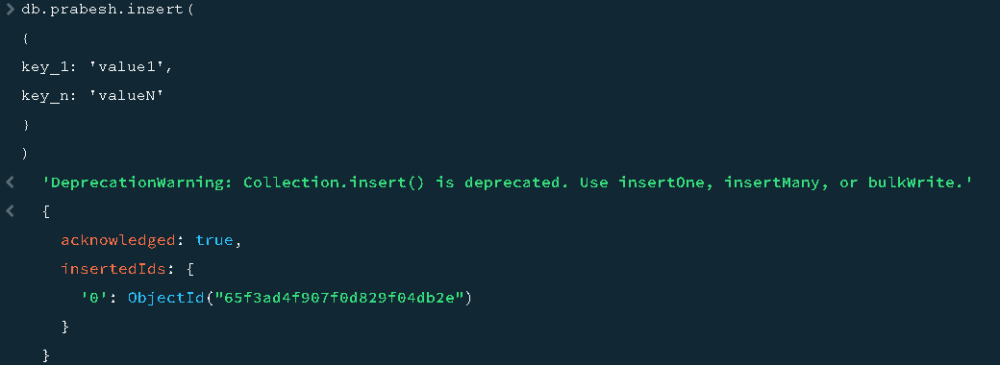 db.prabesh.insert(
{
key_1: 'value1',
key_n: 'valueN'
}
)
'DeprecationWarning: Collection.insert() is deprecated. Use insertOne, insertMany, or bulkWrite.'
{
acknowledged: true,
insertedIds: {
'0': ObjectId("65f3ad4f907f0d829f04db2e")
}
}